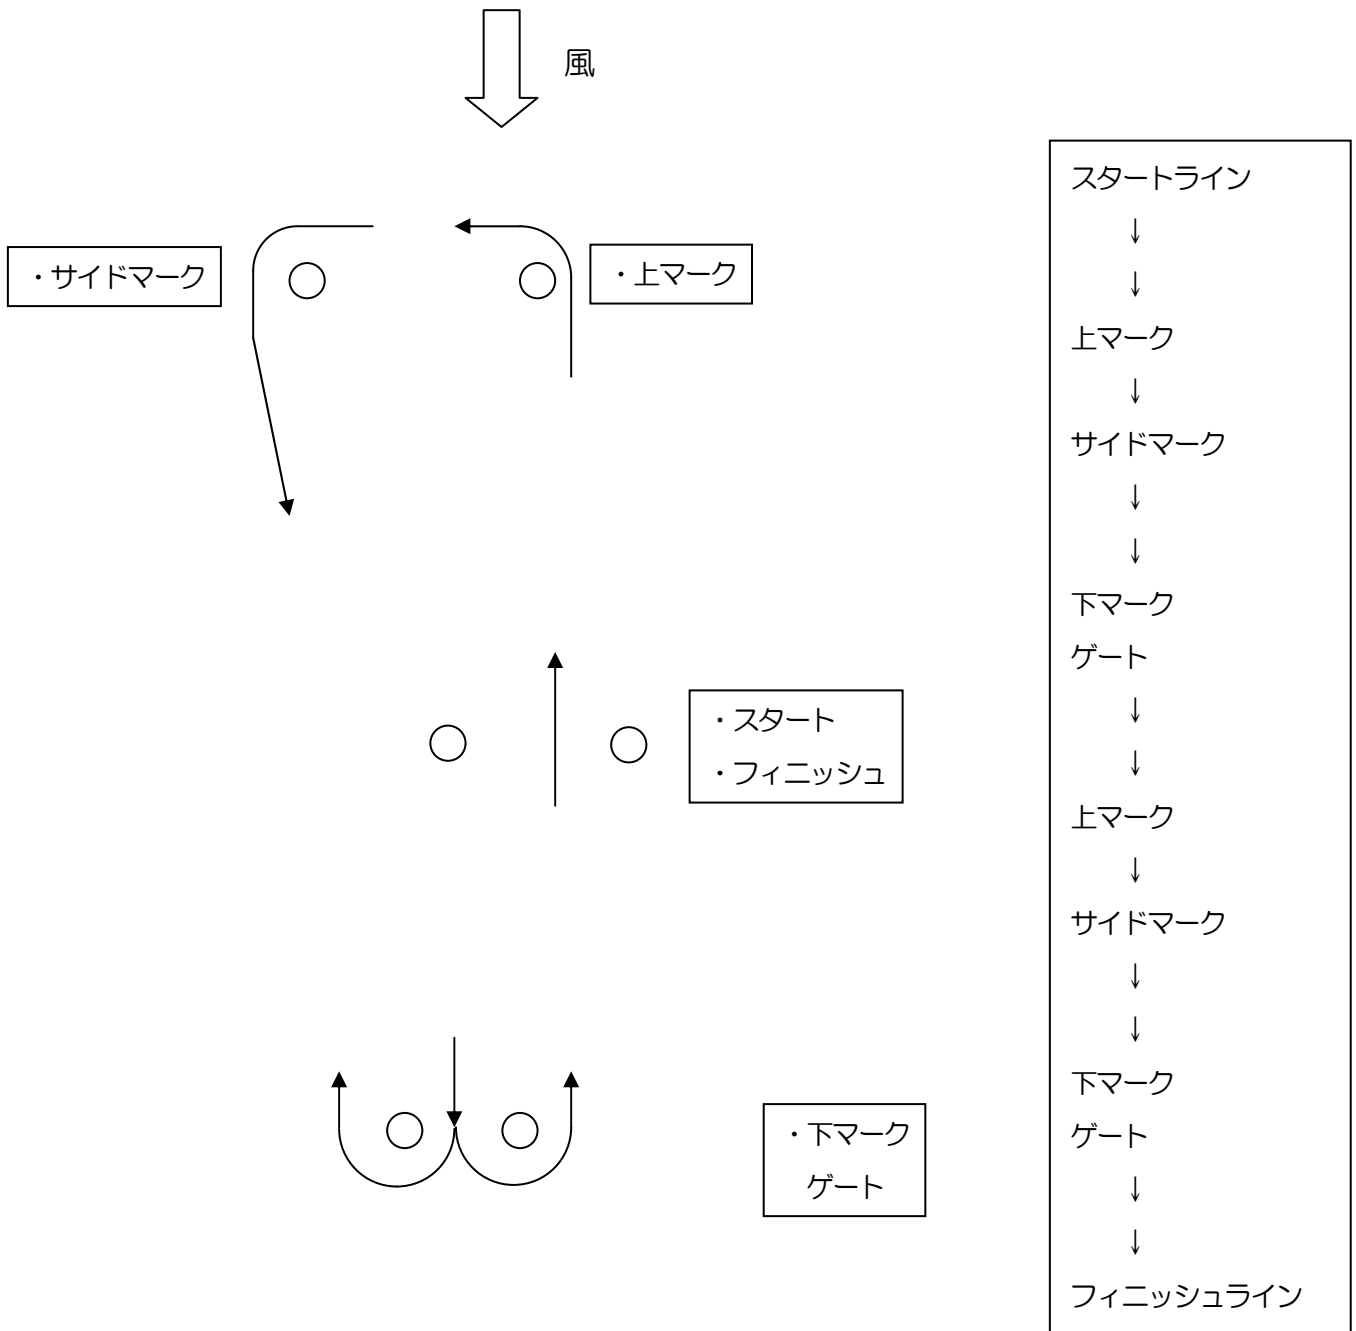 風
・サイドマーク
・上マーク
・スタート
・フィニッシュ
・下マーク
ゲート
スタートライン
↓
↓
上マーク
↓
サイドマーク
↓
↓
下マーク
ゲート
↓
↓
上マーク
↓
サイドマーク
↓
↓
下マーク
ゲート
↓
↓
フィニッシュライン